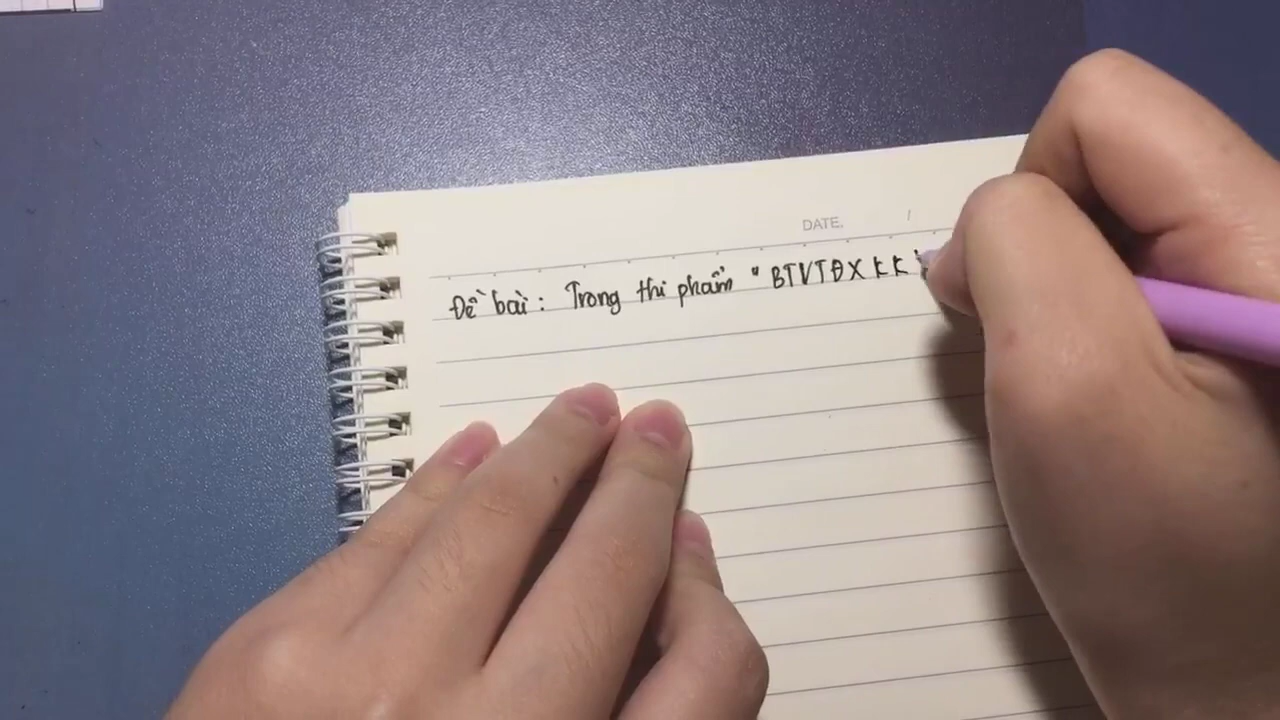 DATE. /
Đề bài : Trong thi phẩm " BTVTĐXKK "